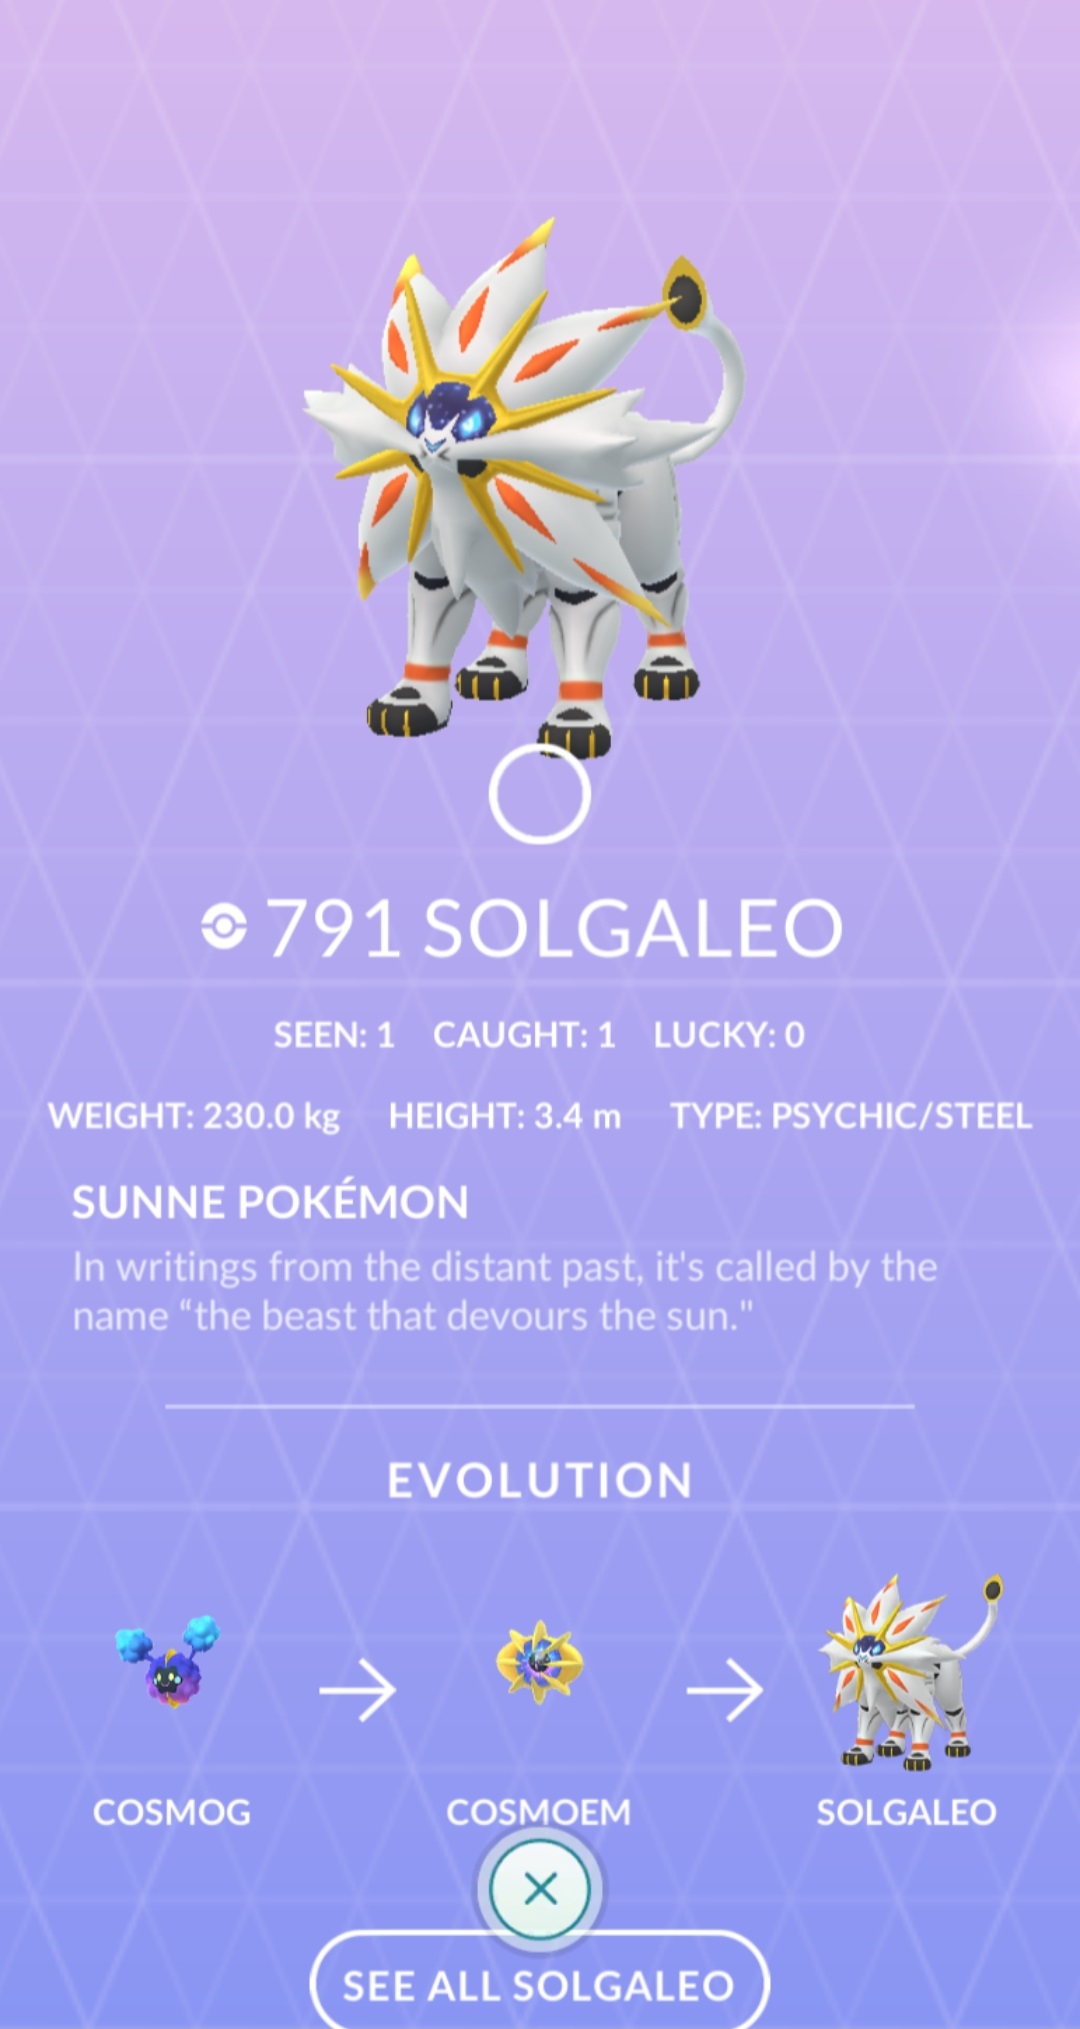 791 SOLGALEO
SEEN: 1 CAUGHT: 1 LUCKY: 0
WEIGHT: 230.0 kg HEIGHT: 3.4 m TYPE: PSYCHIC/STEEL
SUNNE POKÉMON
In writings from the distant past, it's called by the
name “the beast that devours the sun."
EVOLUTION
COSMOG COSMOEM SOLGALEO
SEE ALL SOLGALEO